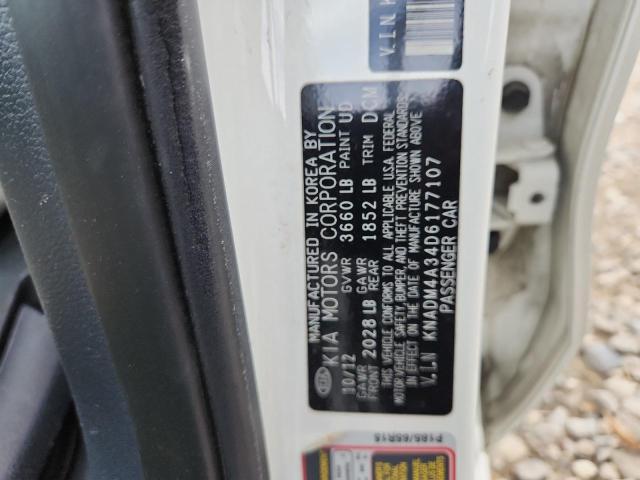 MANUFACTURED IN KOREA BY
KIA MOTORS CORPORATION
10/12 GVWR 3660 LB PAINT UD
GAWR FRONT 2028 LB GAWR REAR 1852 LB TRIM DCM
THIS VEHICLE CONFORMS TO ALL APPLICABLE U.S.A. FEDERAL
MOTOR VEHICLE SAFETY, BUMPER, AND THEFT PREVENTION STANDARDS
IN EFFECT ON THE DATE OF MANUFACTURE SHOWN ABOVE
V.I.N KNADM4A34D6177107
PASSENGER CAR
V.I.N
P185/65R15